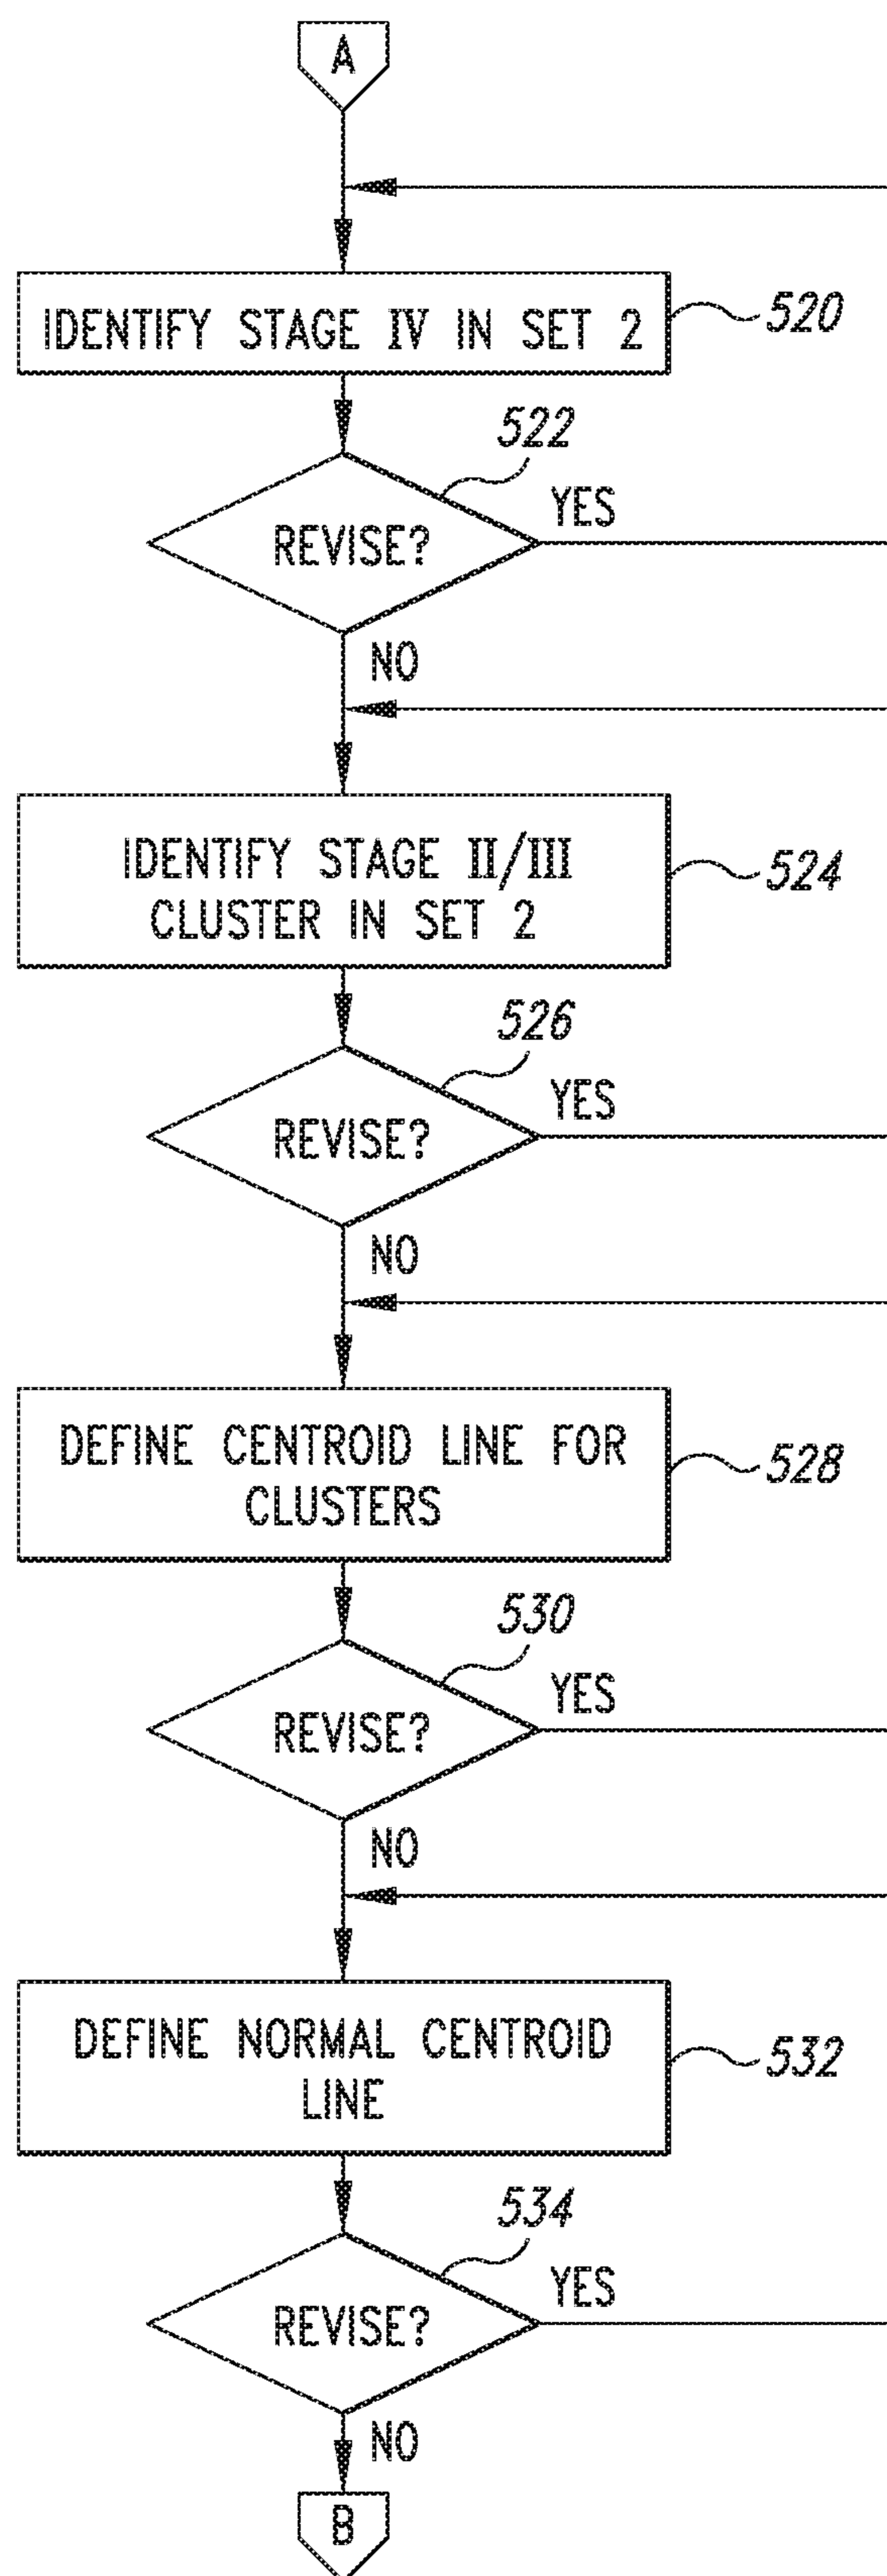 A
IDENTIFY STAGE IV IN SET 2
520
522
REVISE?
YES
NO
IDENTIFY STAGE II/III
CLUSTER IN SET 2
524
526
REVISE?
YES
NO
DEFINE CENTROID LINE FOR
CLUSTERS
528
530
REVISE?
YES
NO
DEFINE NORMAL CENTROID
LINE
532
534
REVISE?
YES
NO
B